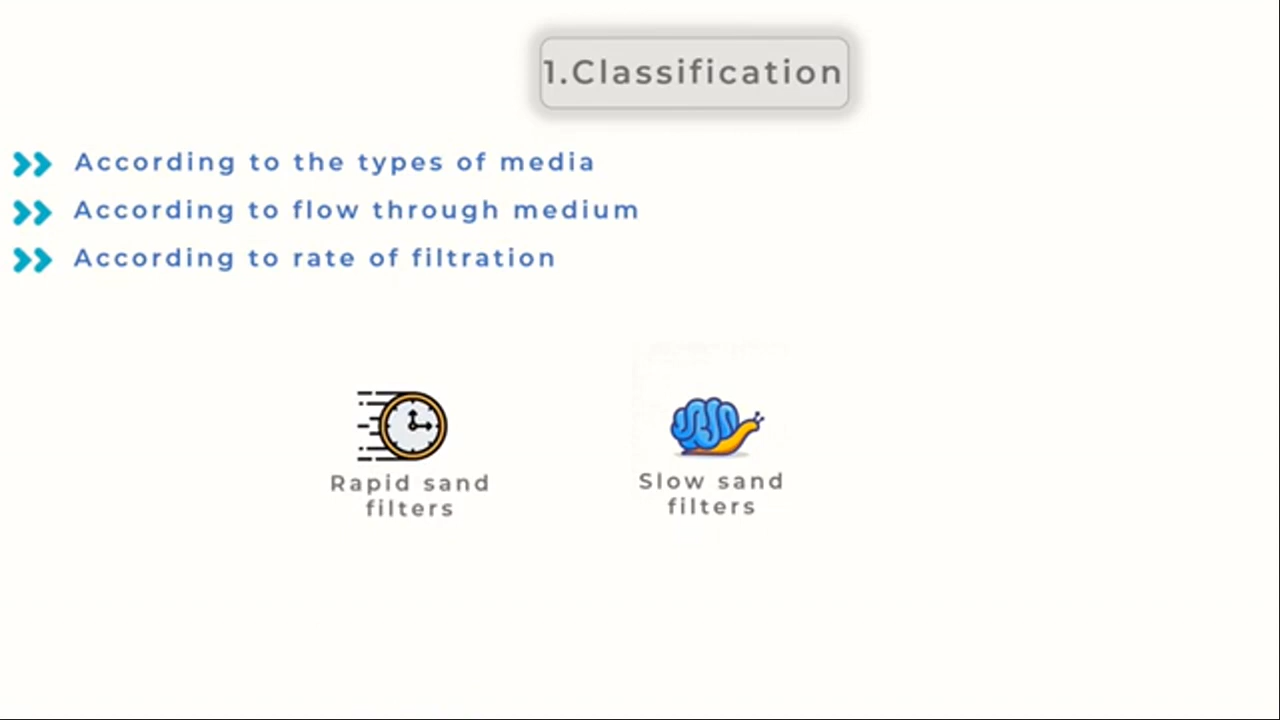 1.Classification
According to the types of media
According to flow through medium
According to rate of filtration
Rapid sand
filters
Slow sand
filters